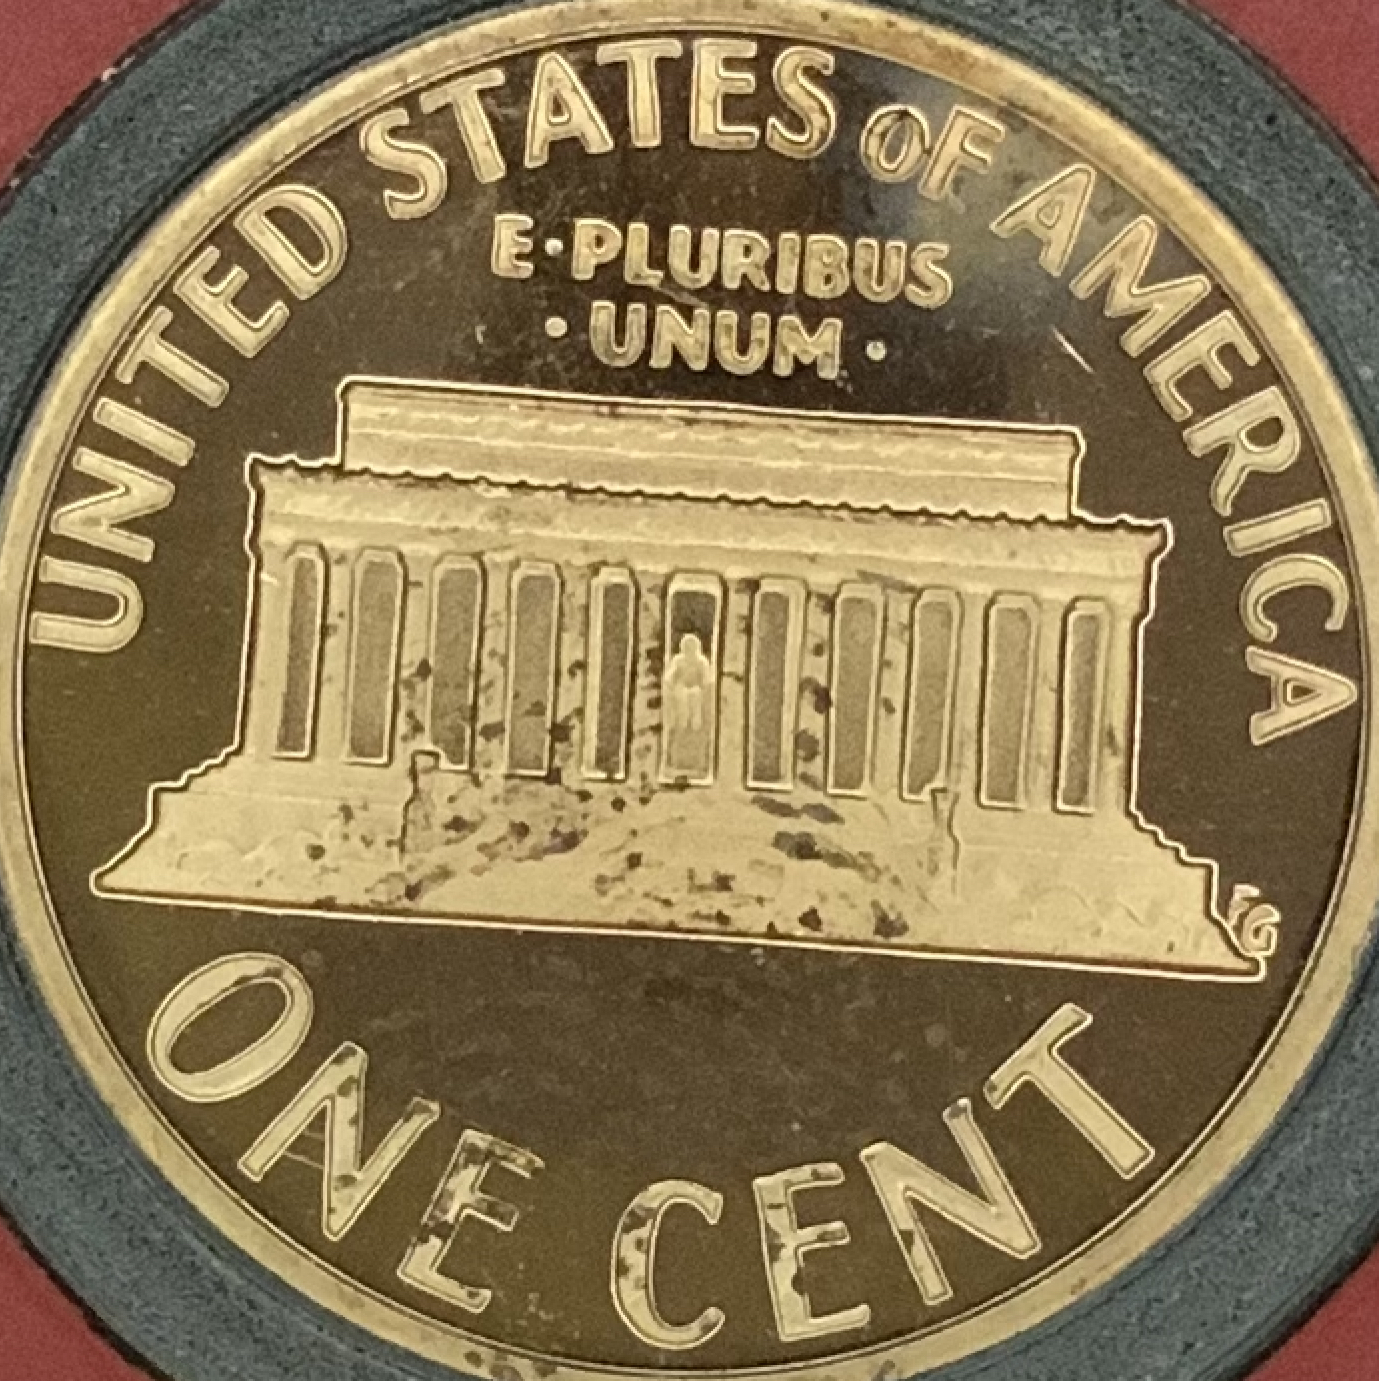 UNITED STATES oF AMERICA
E·PLURIBUS
·UNUM·
FG
ONE CENT